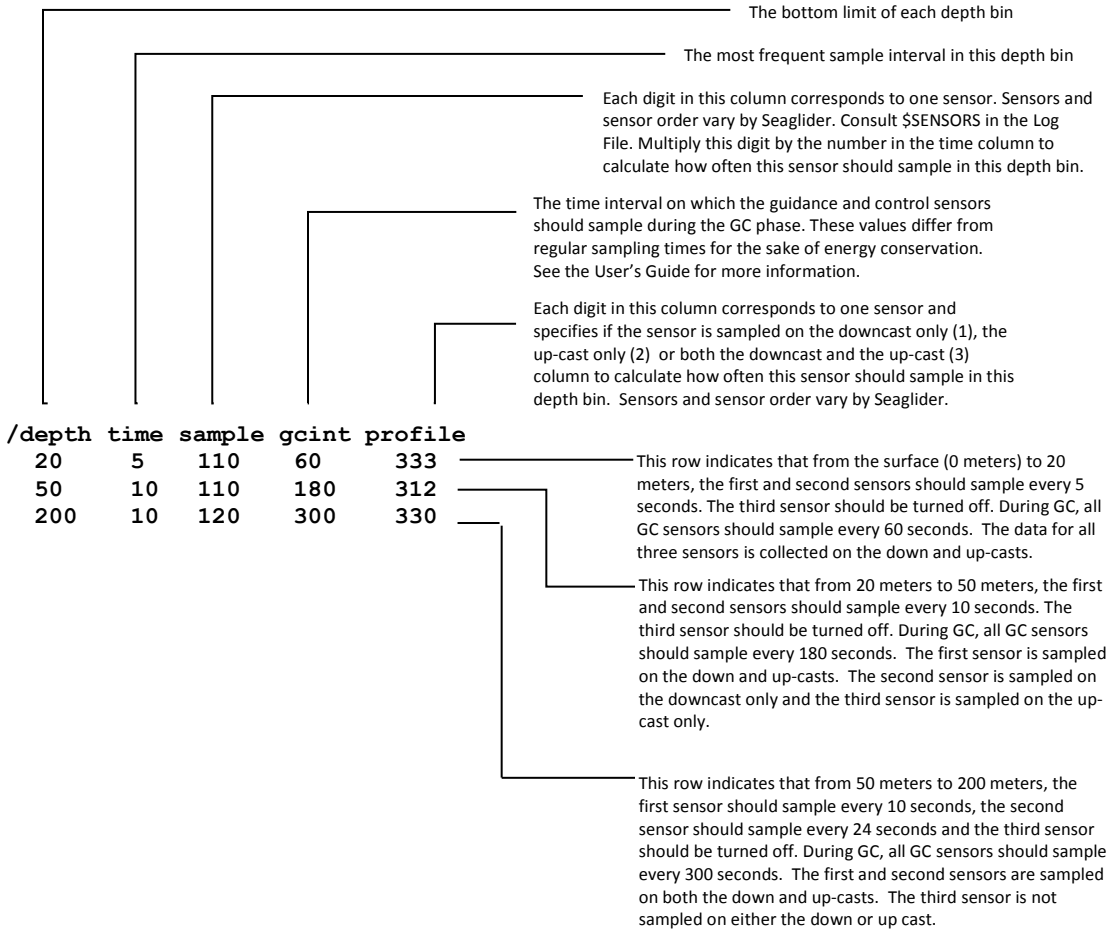 The bottom limit of each depth bin
The most frequent sample interval in this depth bin
Each digit in this column corresponds to one sensor. Sensors and
sensor order vary by Seaglider. Consult $SENSORS in the Log
File. Multiply this digit by the number in the time column to
calculate how often this sensor should sample in this depth bin.
The time interval on which the guidance and control sensors
should sample during the GC phase. These values differ from
regular sampling times for the sake of energy conservation.
See the User’s Guide for more information.
Each digit in this column corresponds to one sensor and
specifies if the sensor is sampled on the downcast only (1), the
up-cast only (2) or both the downcast and the up-cast (3)
column to calculate how often this sensor should sample in this
depth bin. Sensors and sensor order vary by Seaglider.
/depth time sample gcint profile
20 5 110 60 333
50 10 110 180 312
200 10 120 300 330
This row indicates that from the surface (0 meters) to 20
meters, the first and second sensors should sample every 5
seconds. The third sensor should be turned off. During GC, all
GC sensors should sample every 60 seconds. The data for all
three sensors is collected on the down and up-casts.
This row indicates that from 20 meters to 50 meters, the first
and second sensors should sample every 10 seconds. The
third sensor should be turned off. During GC, all GC sensors
should sample every 180 seconds. The first sensor is sampled
on the down and up-casts. The second sensor is sampled on
the downcast only and the third sensor is sampled on the up-
cast only.
This row indicates that from 50 meters to 200 meters, the
first sensor should sample every 10 seconds, the second
sensor should sample every 24 seconds and the third sensor
should be turned off. During GC, all GC sensors should sample
every 300 seconds. The first and second sensors are sampled
on both the down and up-casts. The third sensor is not
sampled on either the down or up cast.